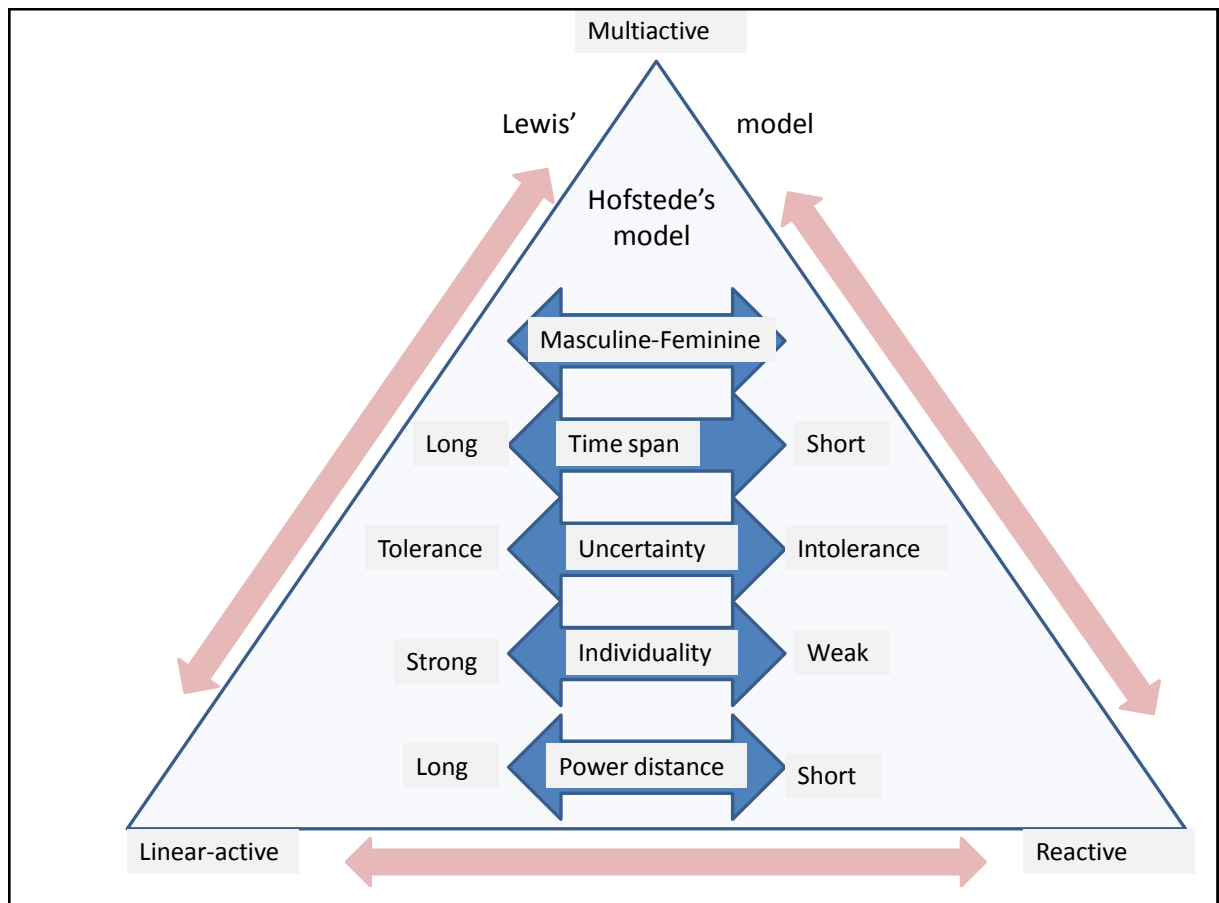 Multiactive
Lewis’ model
Hofstede’s
model
Masculine-Feminine
Long Time span Short
Tolerance Uncertainty Intolerance
Strong Individuality Weak
Long Power distance Short
Linear-active Reactive